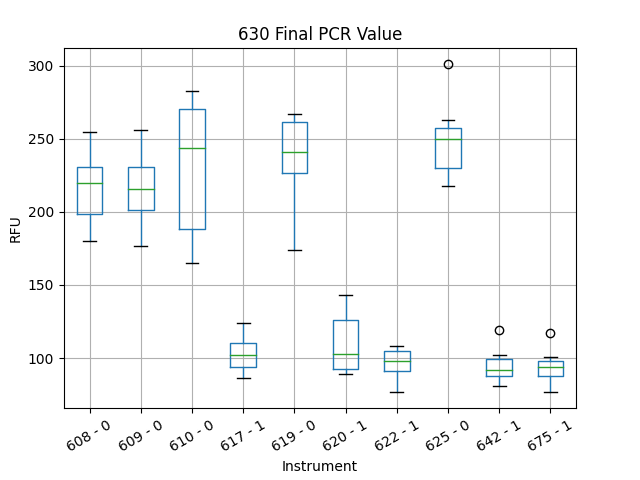 630 Final PCR Value
300
250
200
150
100
RFU
608 - 0
609 - 0
610 - 0
617 - 1
619 - 0
620 - 1
622 - 1
625 - 0
642 - 1
675 - 1
Instrument